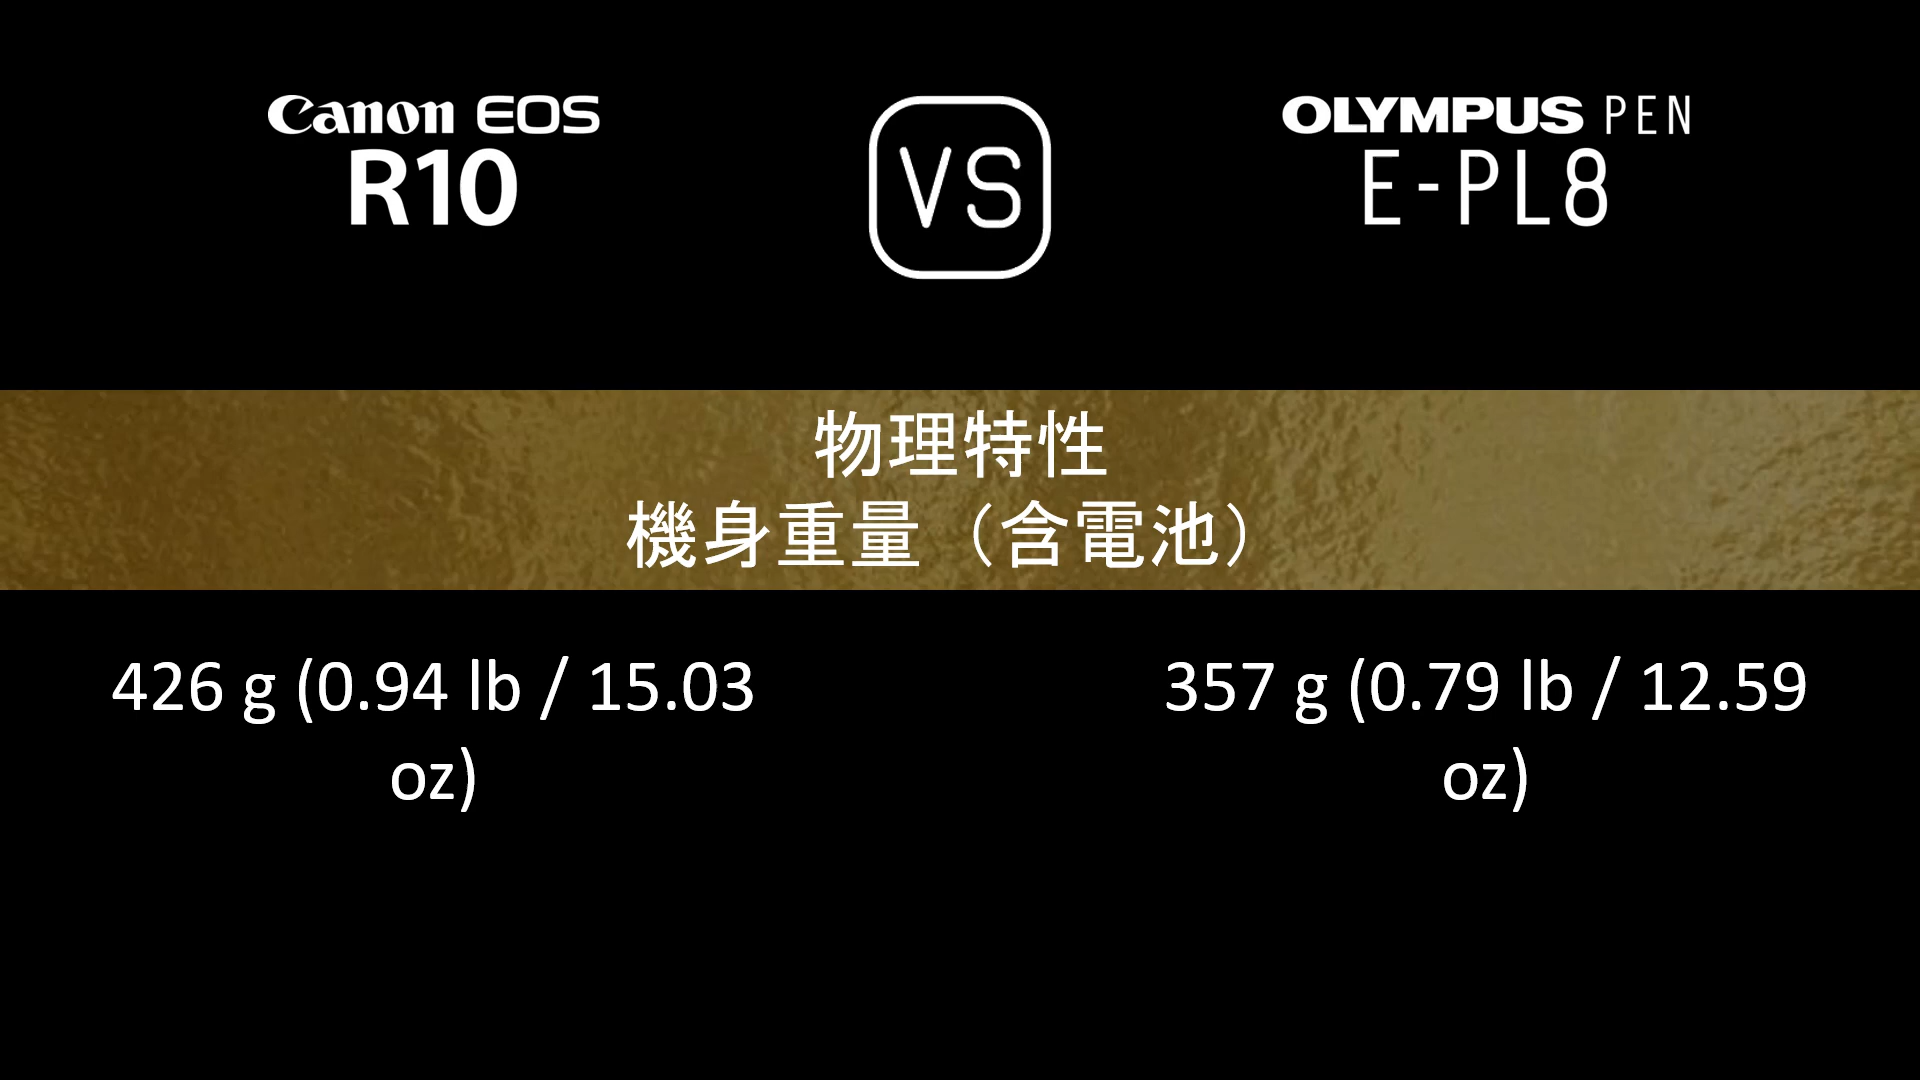 Canon EOS
R10
VS
OLYMPUS PEN
E-PL8
物理特性
機身重量（含電池）
426 g (0.94 lb / 15.03
oz)
357 g (0.79 lb / 12.59
oz)